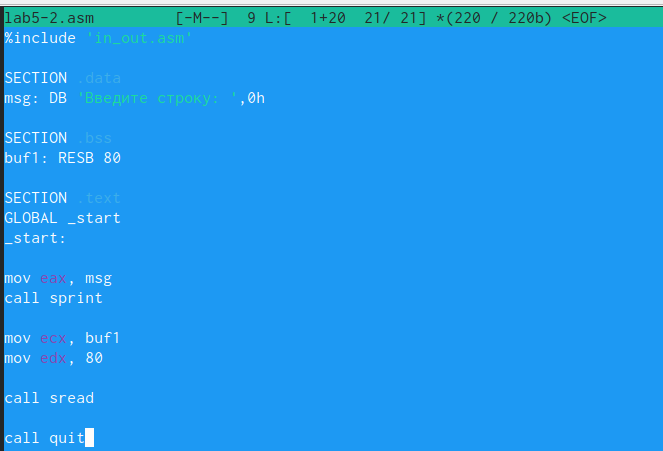 lab5-2.asm [-M--] 9 L:[ 1+20 21/ 21] *(220 / 220b) <EOF>
%include 'in_out.asm'
SECTION .data
msg: DB 'Введите строку: ',0h
SECTION .bss
buf1: RESB 80
SECTION .text
GLOBAL _start
_start:
mov eax, msg
call sprint
mov ecx, buf1
mov edx, 80
call sread
call quit